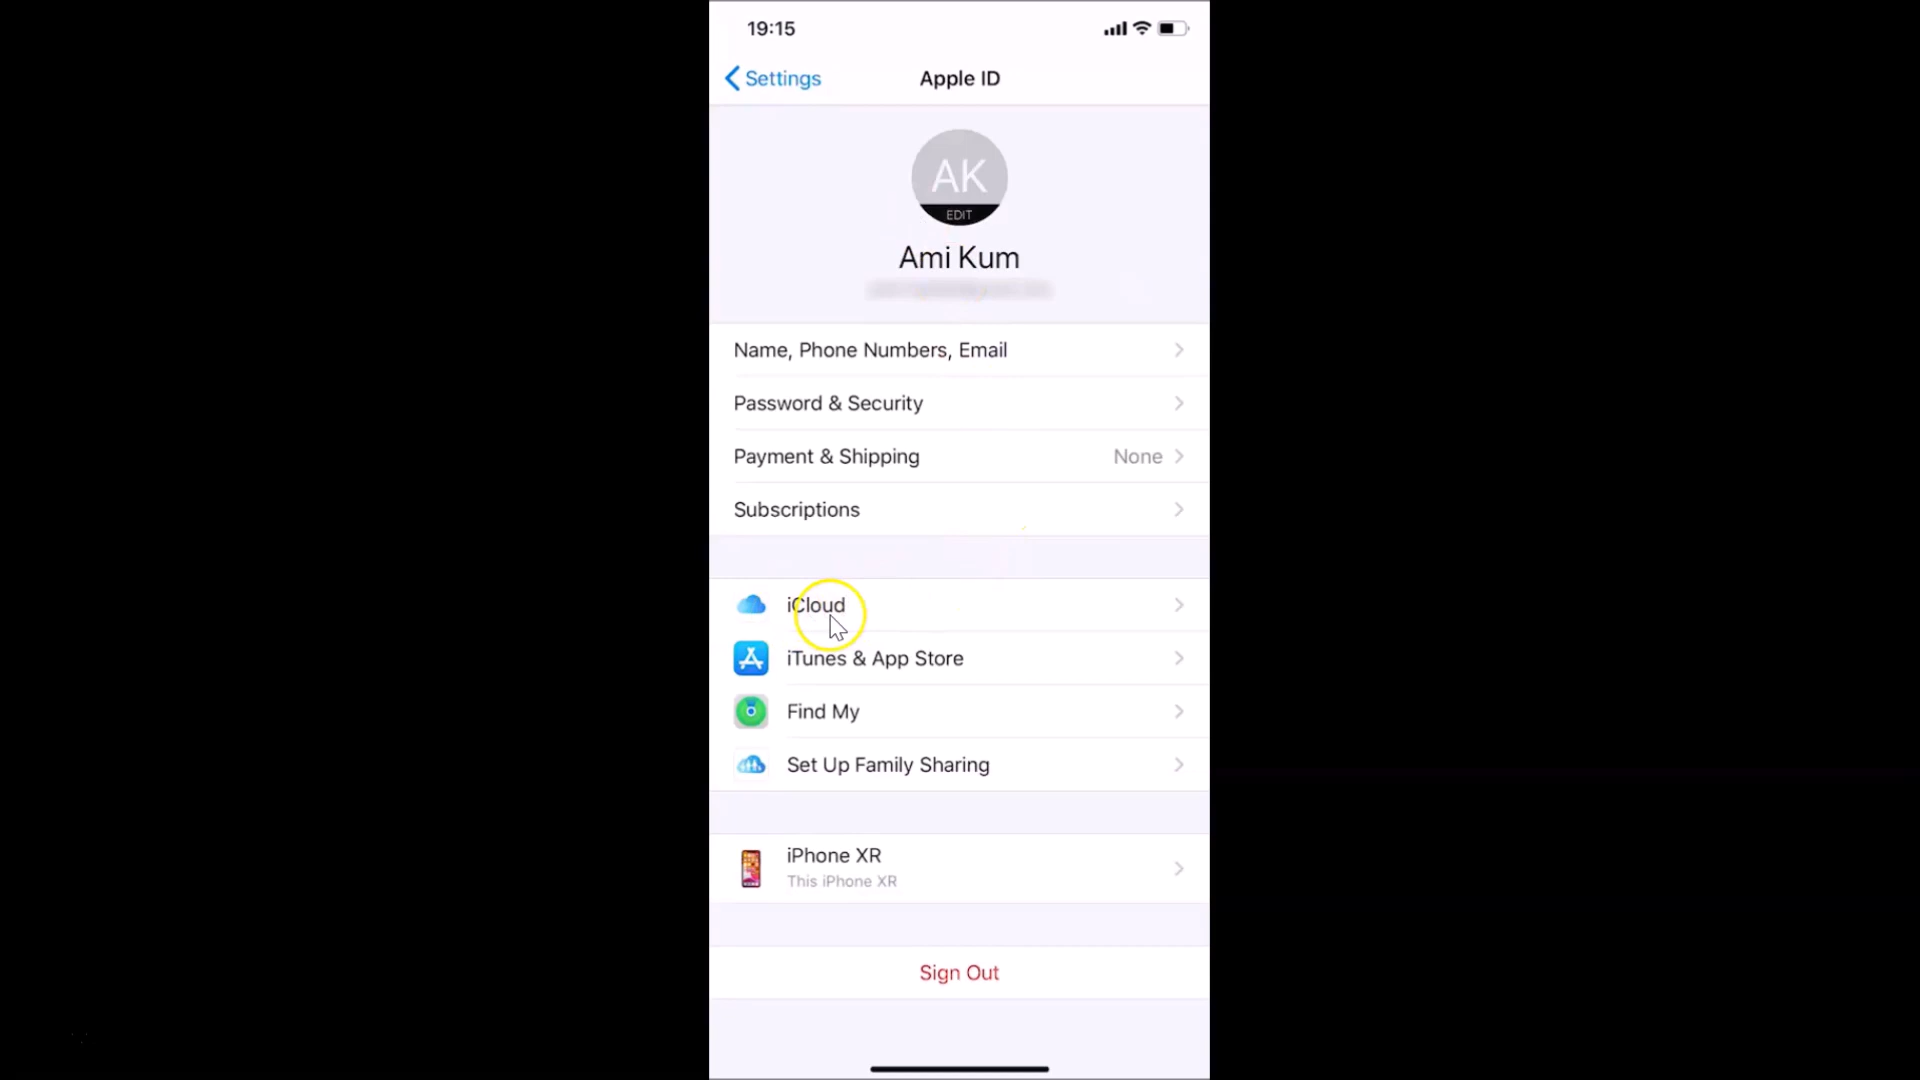 19:15
Settings
Apple ID
AK
EDIT
Ami Kum
Name, Phone Numbers, Email
Password & Security
Payment & Shipping None
Subscriptions
iCloud
iTunes & App Store
Find My
Set Up Family Sharing
iPhone XR
This iPhone XR
Sign Out